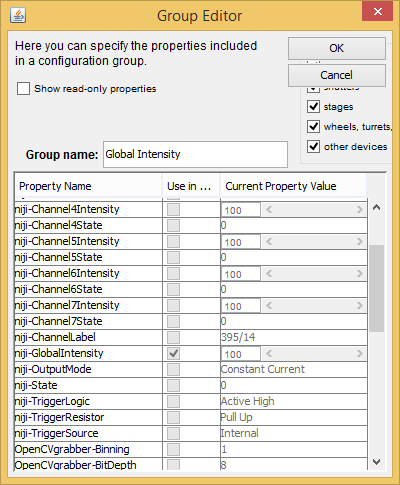 Group Editor
Here you can specify the properties included
in a configuration group.
OK
Cancel
Show read-only properties
stages
wheels, turrets,
other devices
Group name: Global Intensity
Property Name Use in ... Current Property Value
niji-Channel4Intensity 100
niji-Channel4State 0
niji-Channel5Intensity 100
niji-Channel5State 0
niji-Channel6Intensity 100
niji-Channel6State 0
niji-Channel7Intensity 100
niji-Channel7State 0
niji-ChannelLabel 395/14
niji-GlobalIntensity 100
niji-OutputMode Constant Current
niji-State 0
niji-TriggerLogic Active High
niji-TriggerResistor Pull Up
niji-TriggerSource Internal
OpenCVgrabber-Binning 1
OpenCVgrabber-BitDepth 8